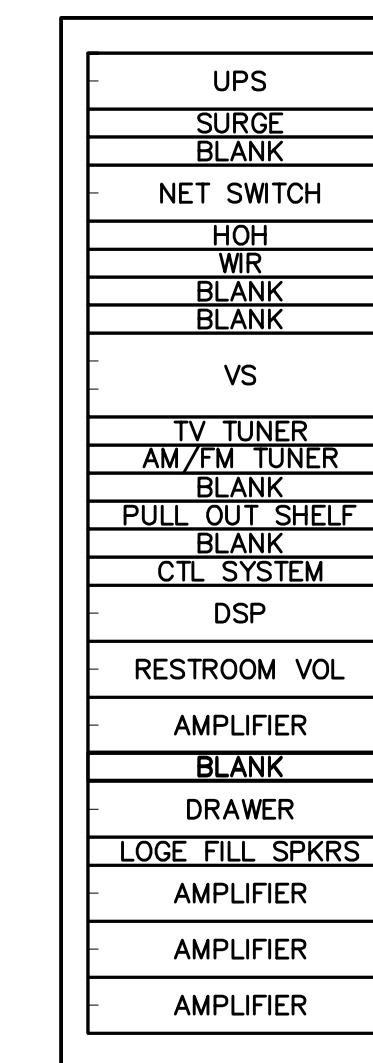 UPS
SURGE
BLANK
NET SWITCH
HOH
WIR
BLANK
BLANK
VS
TV TUNER
AM/FM TUNER
BLANK
PULL OUT SHELF
BLANK
CTL SYSTEM
DSP
RESTROOM VOL
AMPLIFIER
BLANK
DRAWER
LOGE FILL SPKRS
AMPLIFIER
AMPLIFIER
AMPLIFIER